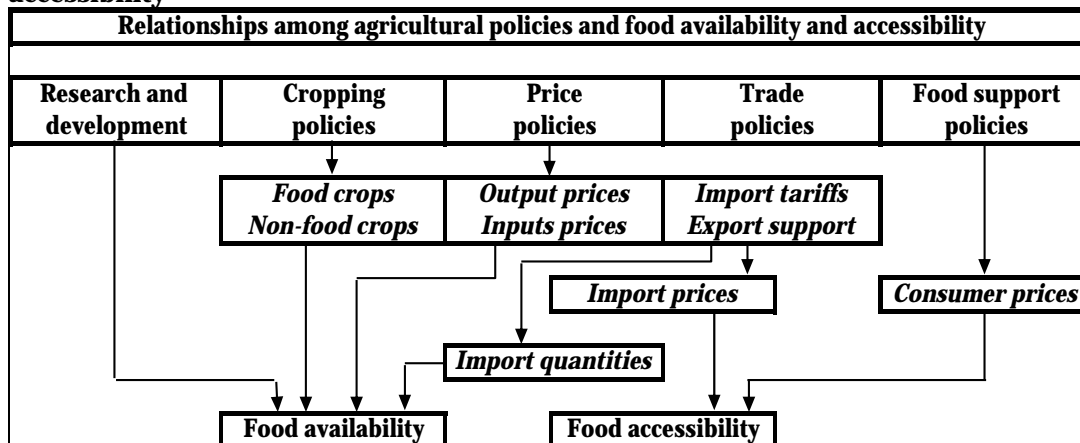 accessibility
Relationships among agricultural policies and food availability and accessibility
Research and
development
Cropping
policies
Price
policies
Trade
policies
Food support
policies
Food crops
Non-food crops
Output prices
Inputs prices
Import tariffs
Export support
Import prices
Consumer prices
Import quantities
Food availability
Food accessibility